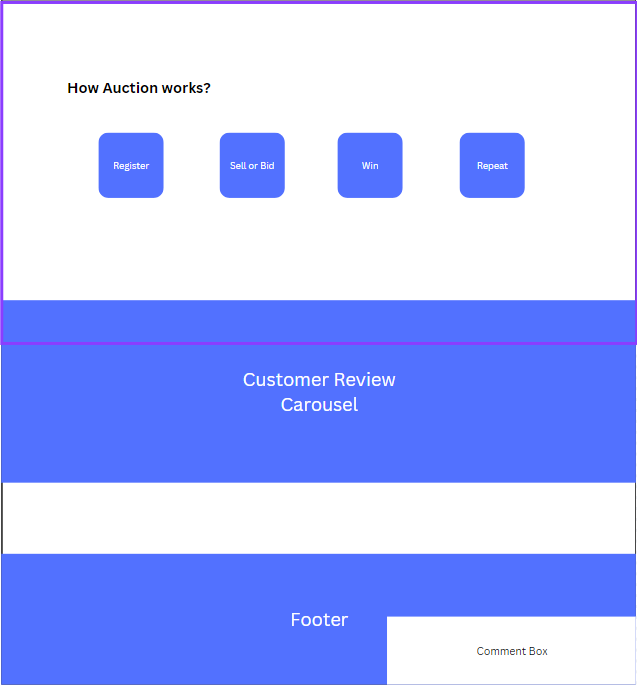 How Auction works?
Register
Sell or Bid
Win
Repeat
Customer Review
Carousel
Footer
Comment Box